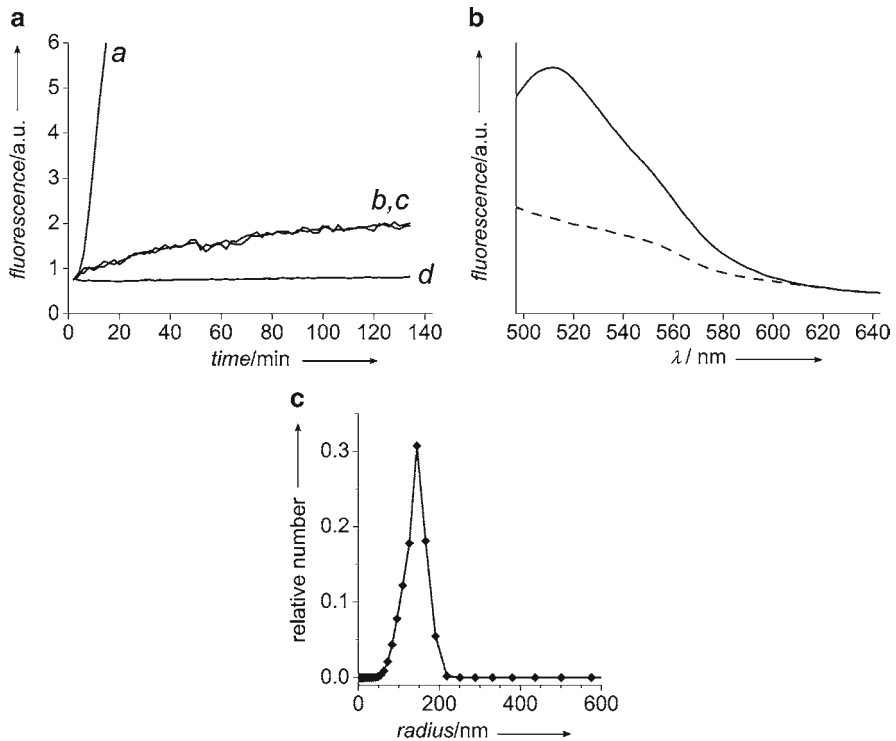 a
fluorescence/a.u.
6
5
4
3
2
1
0
a
b,c
d
0 20 40 60 80 100 120 140
time/min
b
fluorescence/a.u.
500 520 540 560 580 600 620 640
λ/ nm
c
relative number
0.3
0.2
0.1
0.0
0 200 400 600
radius/nm